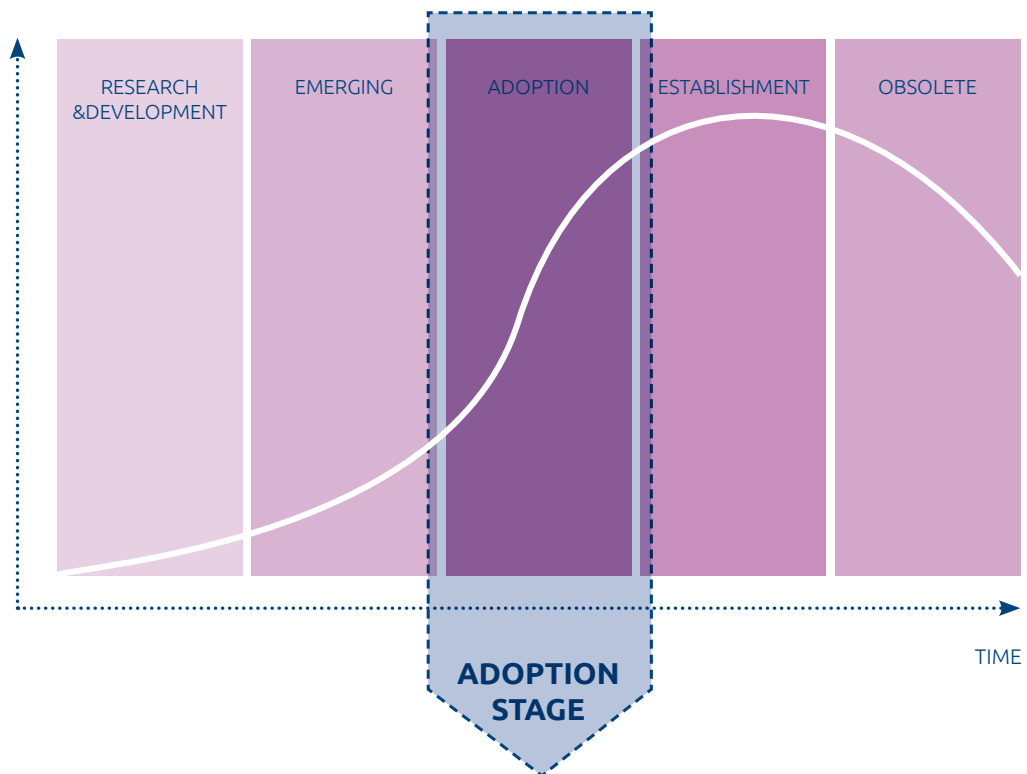 RESEARCH
&DEVELOPMENT
EMERGING
ADOPTION
ESTABLISHMENT
OBSOLETE
TIME
ADOPTION
STAGE